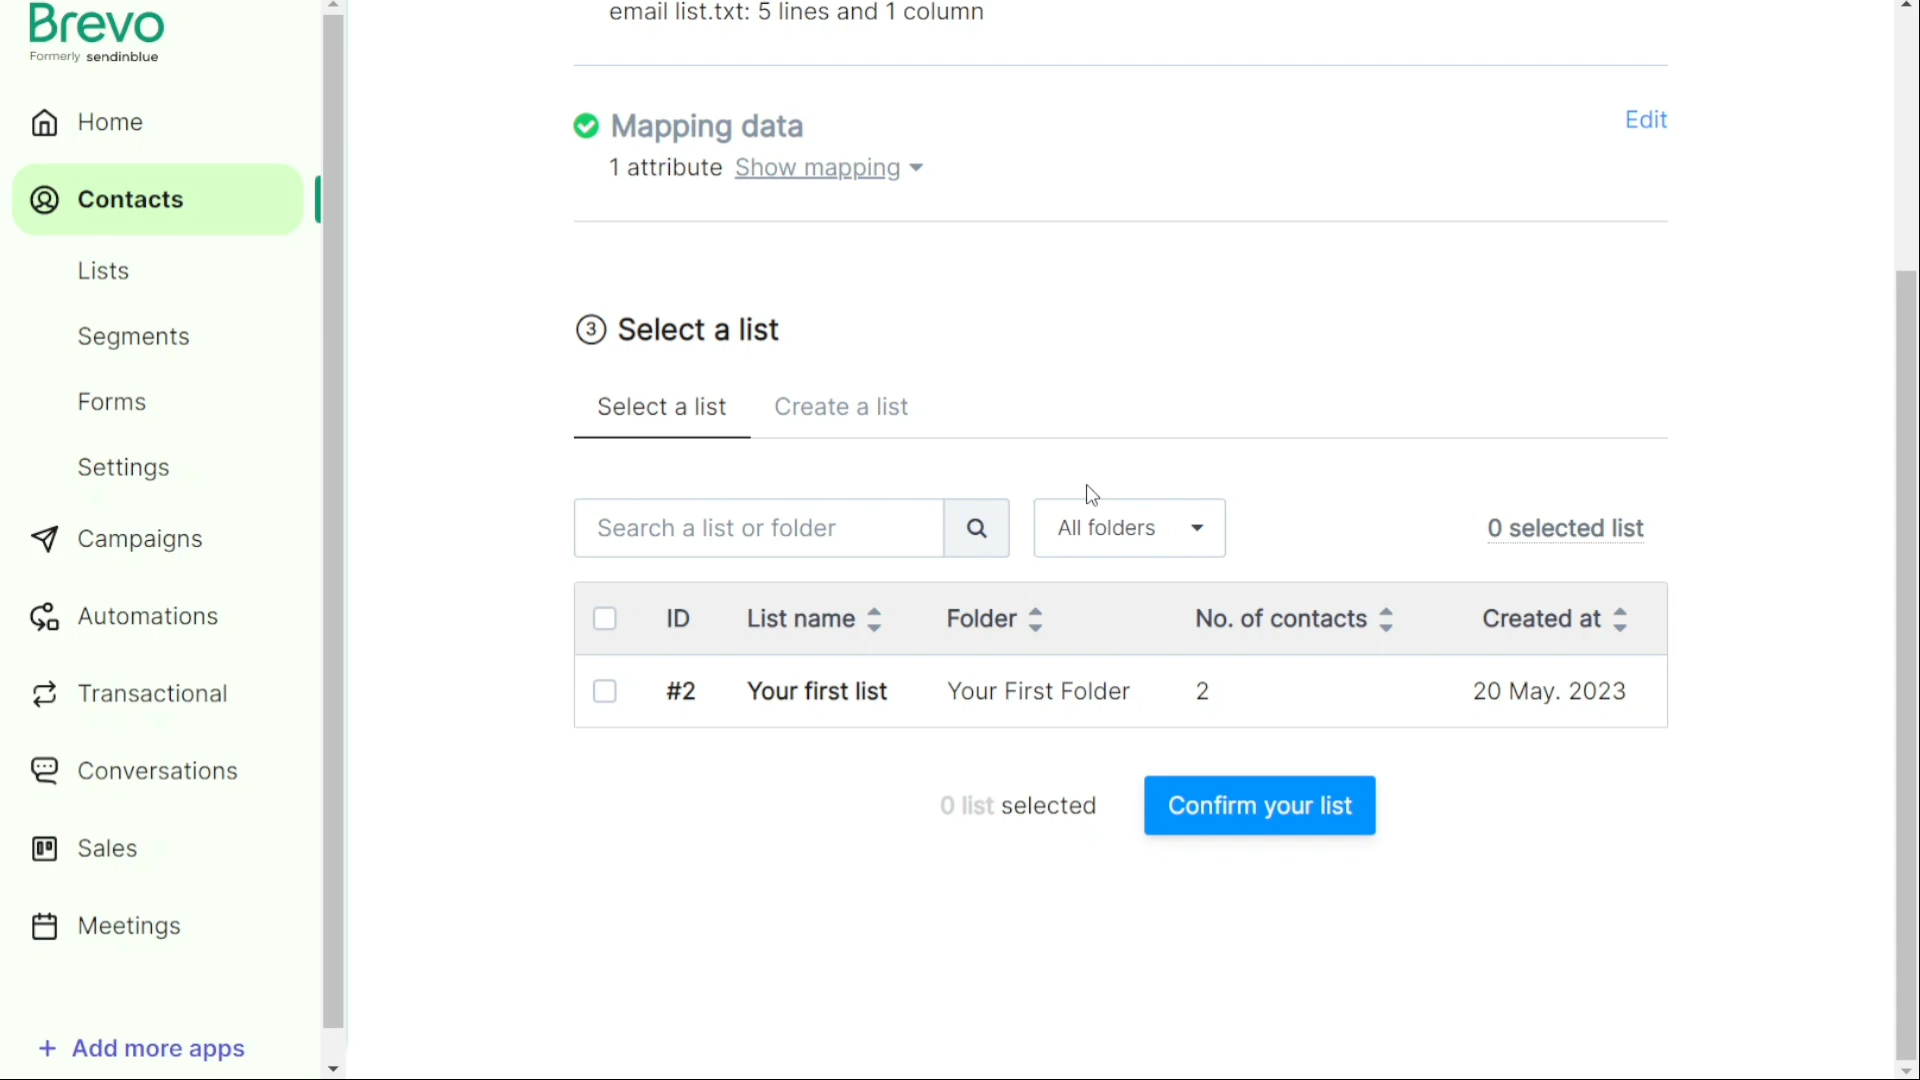 Brevo
Formerly sendinblue
Home
Contacts
Lists
Segments
Forms
Settings
Campaigns
Automations
Transactional
Conversations
Sales
Meetings
+ Add more apps
email list.txt: 5 lines and 1 column
Mapping data
Edit
1 attribute Show mapping
3 Select a list
Select a list Create a list
Search a list or folder All folders 0 selected list
ID List name Folder No. of contacts Created at
#2 Your first list Your First Folder 2 20 May. 2023
0 list selected Confirm your list